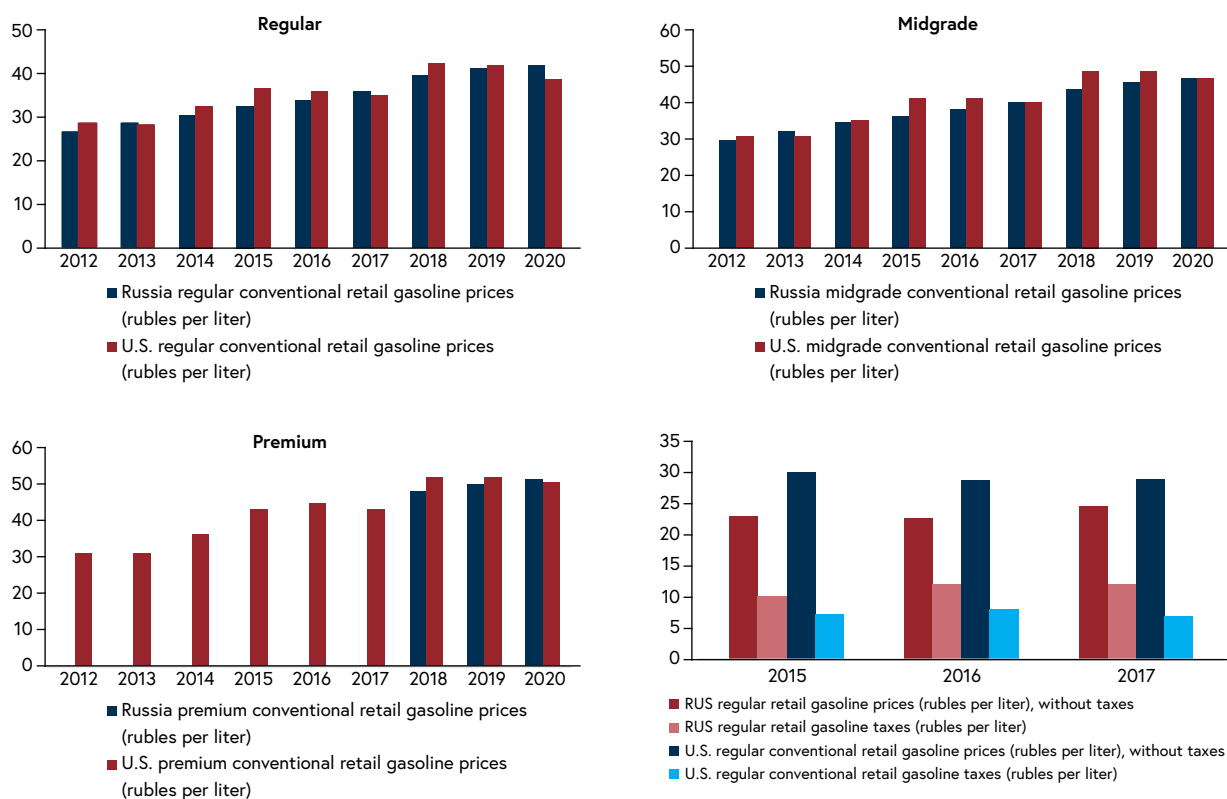 Regular
50
40
30
20
10
0
2012 2013 2014 2015 2016 2017 2018 2019 2020
Russia regular conventional retail gasoline prices
(rubles per liter)
U.S. regular conventional retail gasoline prices
(rubles per liter)
Midgrade
60
50
40
30
20
10
0
2012 2013 2014 2015 2016 2017 2018 2019 2020
Russia midgrade conventional retail gasoline prices
(rubles per liter)
U.S. midgrade conventional retail gasoline prices
(rubles per liter)
Premium
60
50
40
30
20
10
0
2012 2013 2014 2015 2016 2017 2018 2019 2020
Russia premium conventional retail gasoline prices
(rubles per liter)
U.S. premium conventional retail gasoline prices
(rubles per liter)
35
30
25
20
15
10
5
0
2015 2016 2017
RUS regular retail gasoline prices (rubles per liter), without taxes
RUS regular retail gasoline taxes (rubles per liter)
U.S. regular conventional retail gasoline prices (rubles per liter), without taxes
U.S. regular conventional retail gasoline taxes (rubles per liter)